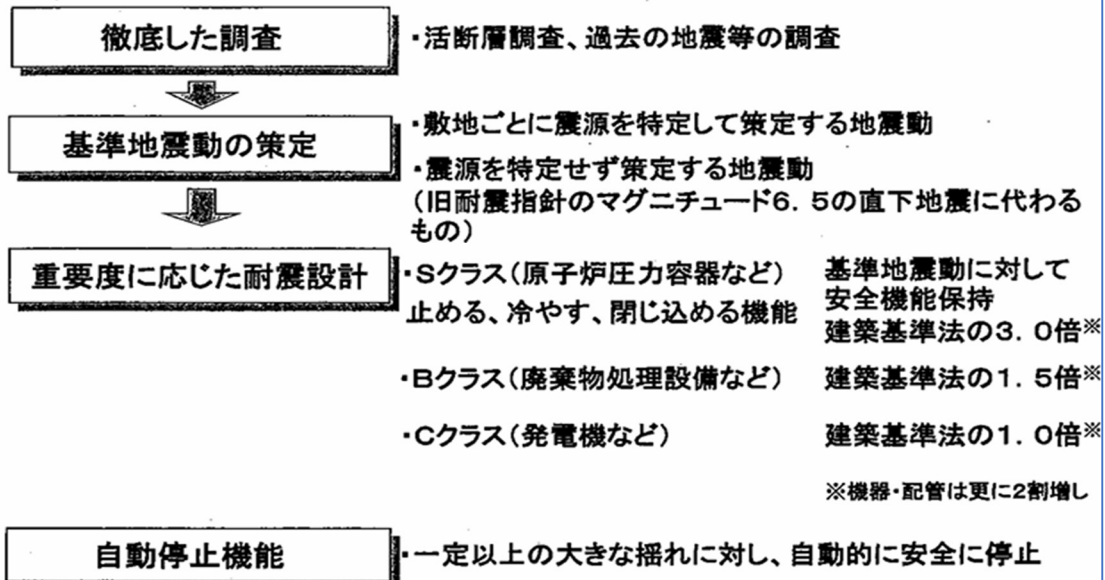 徹底した調査
・活断層調査、過去の地震等の調査
基準地震動の策定
・敷地ごとに震源を特定して策定する地震動
・震源を特定せず策定する地震動
（旧耐震指針のマグニチュード6．5の直下地震に代わる
もの）
重要度に応じた耐震設計
・Sクラス（原子炉圧力容器など）
止める、冷やす、閉じ込める機能
基準地震動に対して
安全機能保持
建築基準法の3．0倍※
・Bクラス（廃棄物処理設備など）
建築基準法の1．5倍※
・Cクラス（発電機など）
建築基準法の1．0倍※
※機器・配管は更に2割増し
自動停止機能
・一定以上の大きな揺れに対し、自動的に安全に停止